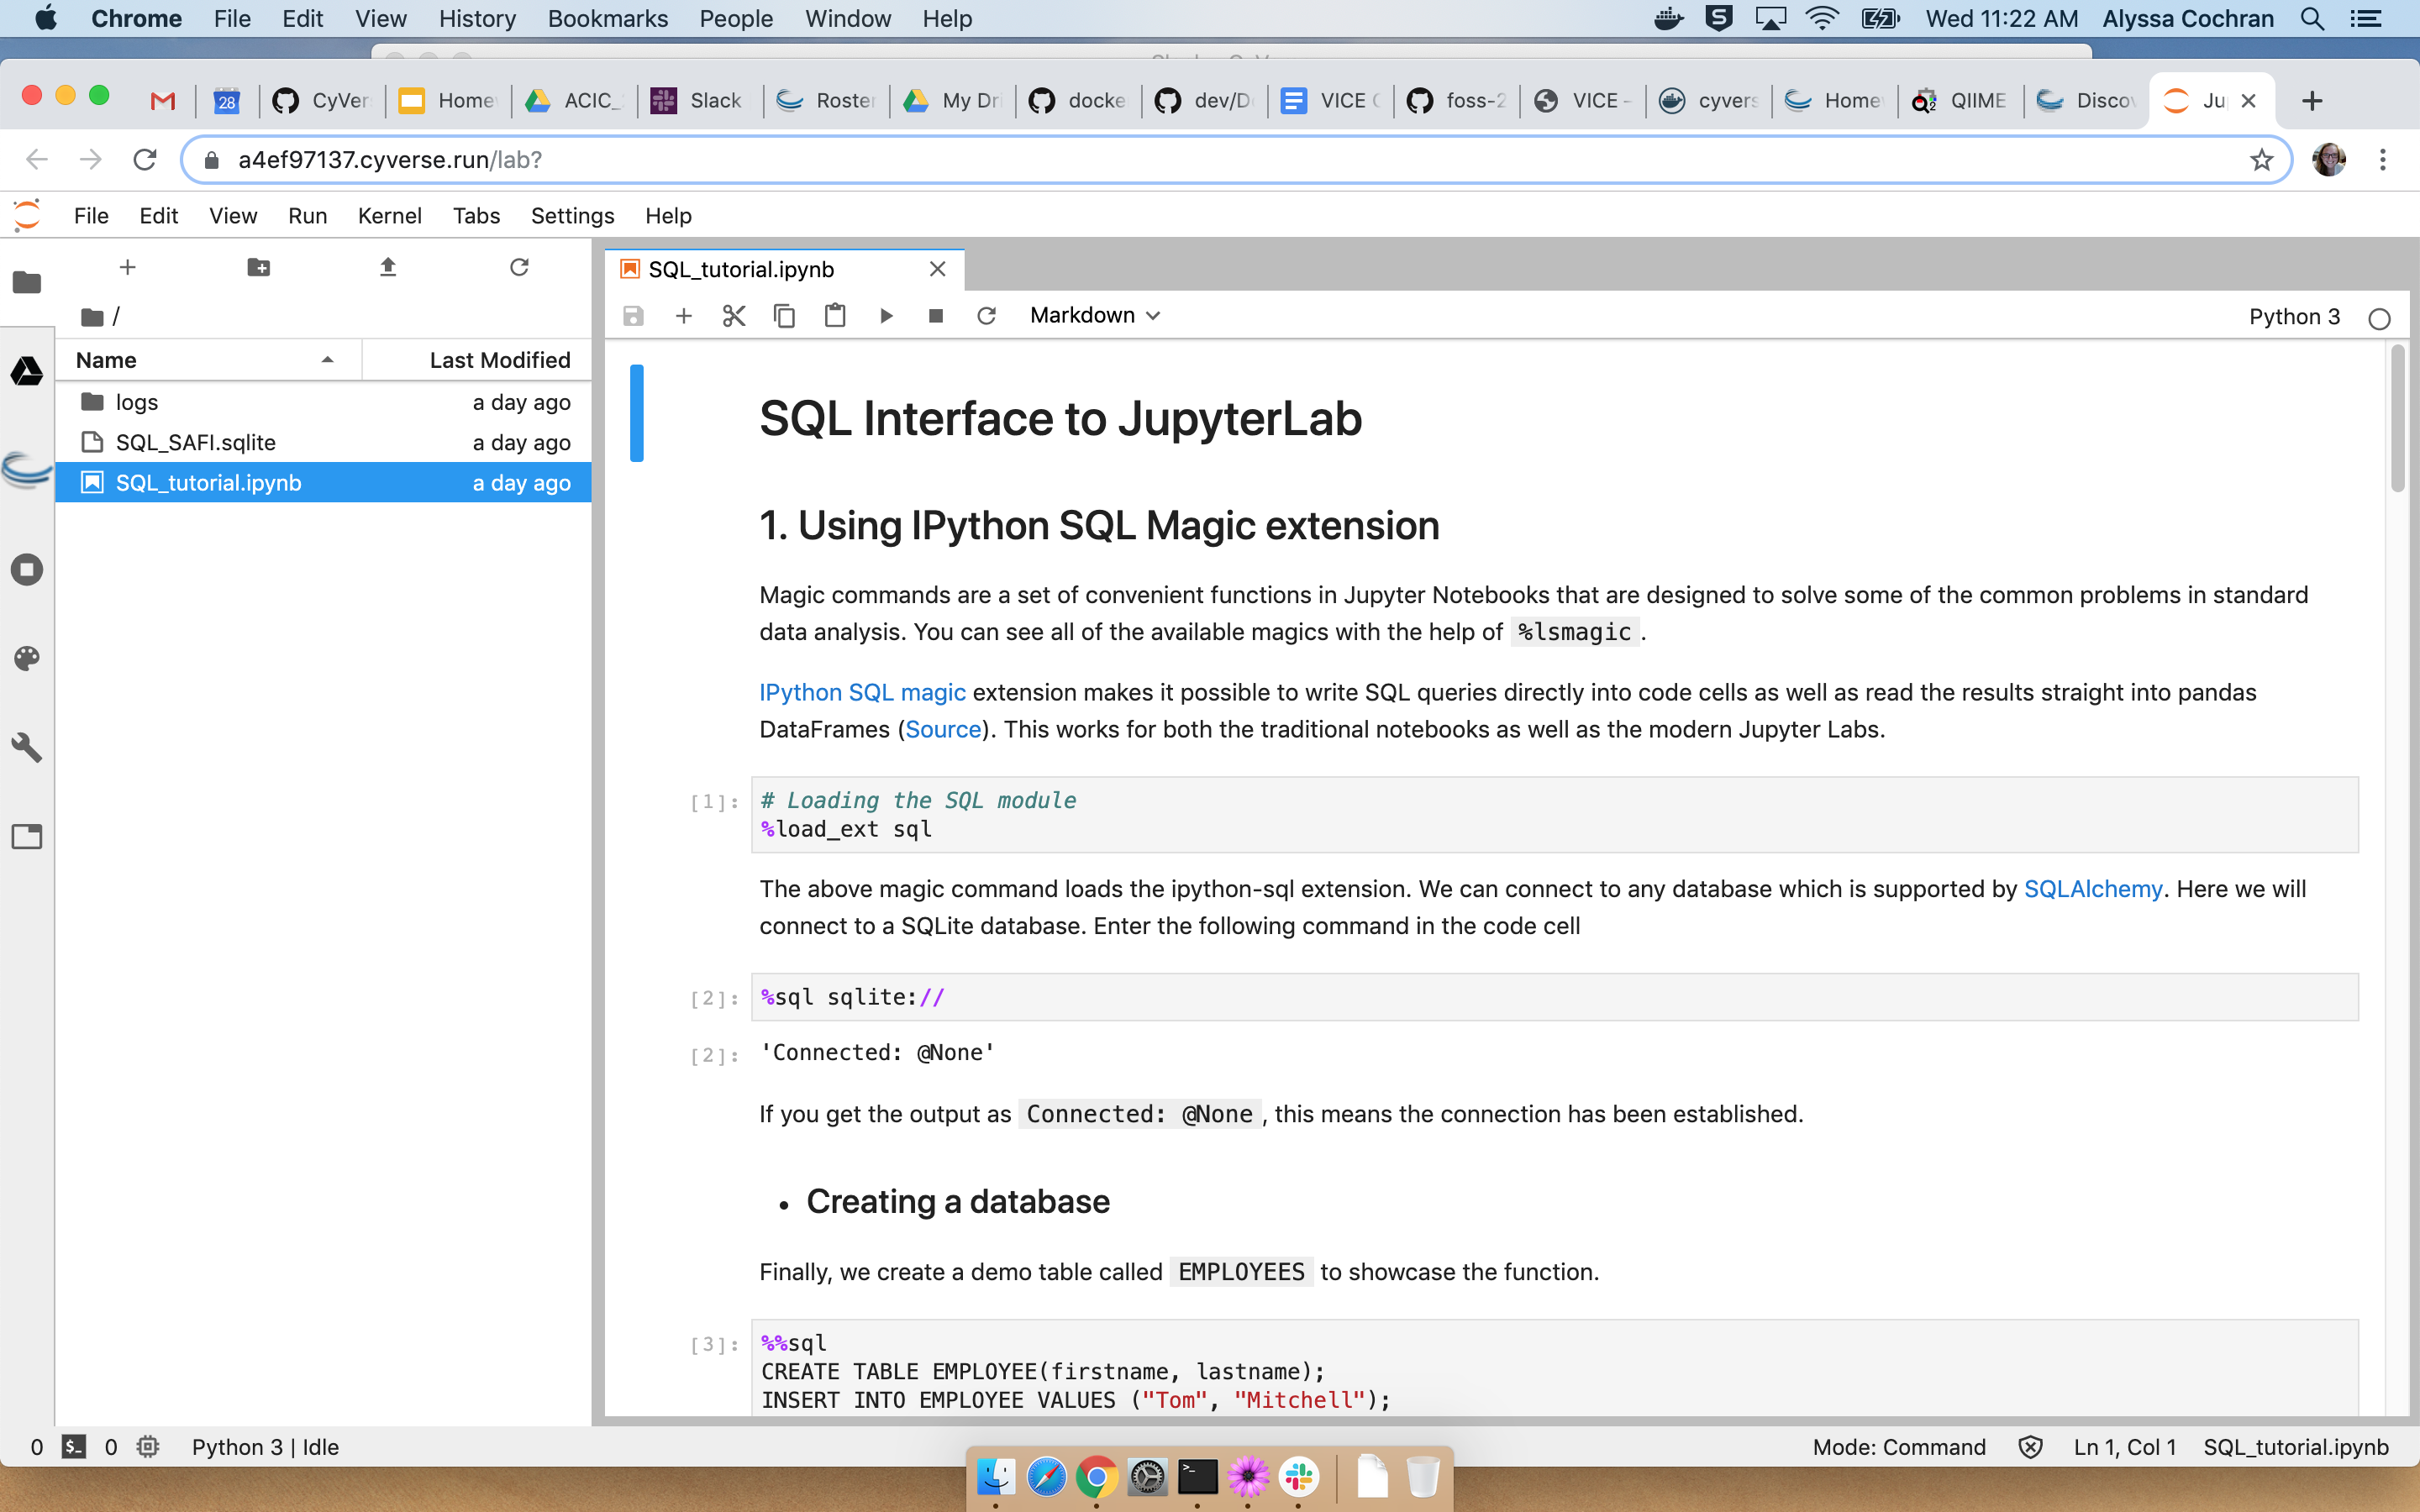 Chrome File Edit View History Bookmarks People Window Help Wed 11:22 AM Alyssa Cochran
28 CyVer Home ACIC_ Slack Roster My Dri docke dev/D VICE foss-2 VICE - cyvers Home QIIME Disco Ju
a4ef97137.cyverse.run/lab?
File Edit View Run Kernel Tabs Settings Help
SQL_tutorial.ipynb
/
Markdown Python 3
Name Last Modified
logs a day ago
SQL_SAFI.sqlite a day ago
SQL_tutorial.ipynb a day ago
SQL Interface to JupyterLab
1. Using IPython SQL Magic extension
Magic commands are a set of convenient functions in Jupyter Notebooks that are designed to solve some of the common problems in standard
data analysis. You can see all of the available magics with the help of %lsmagic .
IPython SQL magic extension makes it possible to write SQL queries directly into code cells as well as read the results straight into pandas
DataFrames (Source). This works for both the traditional notebooks as well as the modern Jupyter Labs.
[1]: # Loading the SQL module
%load_ext sql
The above magic command loads the ipython-sql extension. We can connect to any database which is supported by SQLAlchemy. Here we will
connect to a SQLite database. Enter the following command in the code cell
[2]: %sql sqlite://
[2]: 'Connected: @None'
If you get the output as Connected: @None , this means the connection has been established.
• Creating a database
Finally, we create a demo table called EMPLOYEES to showcase the function.
[3]: %%sql
CREATE TABLE EMPLOYEE(firstname, lastname);
INSERT INTO EMPLOYEE VALUES ("Tom", "Mitchell");
0 $_ 0 Python 3 | Idle Mode: Command Ln 1, Col 1 SQL_tutorial.ipynb